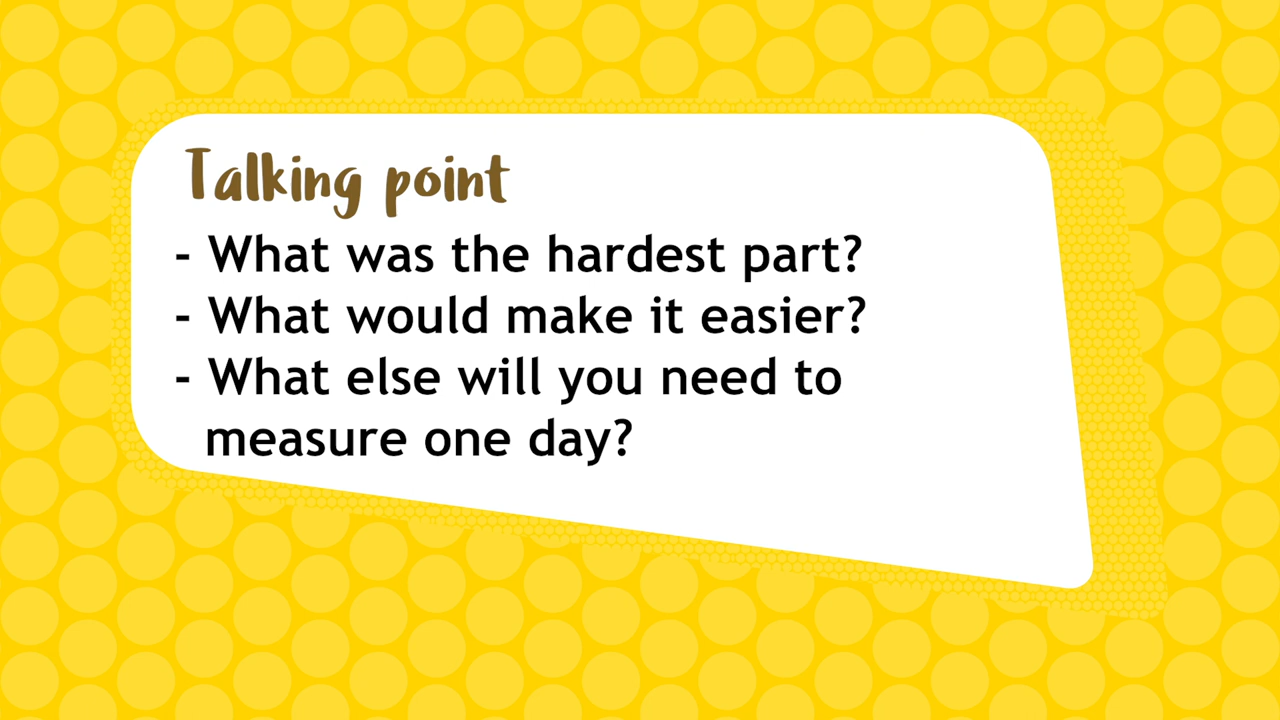 Talking point
- What was the hardest part?
- What would make it easier?
- What else will you need to
measure one day?